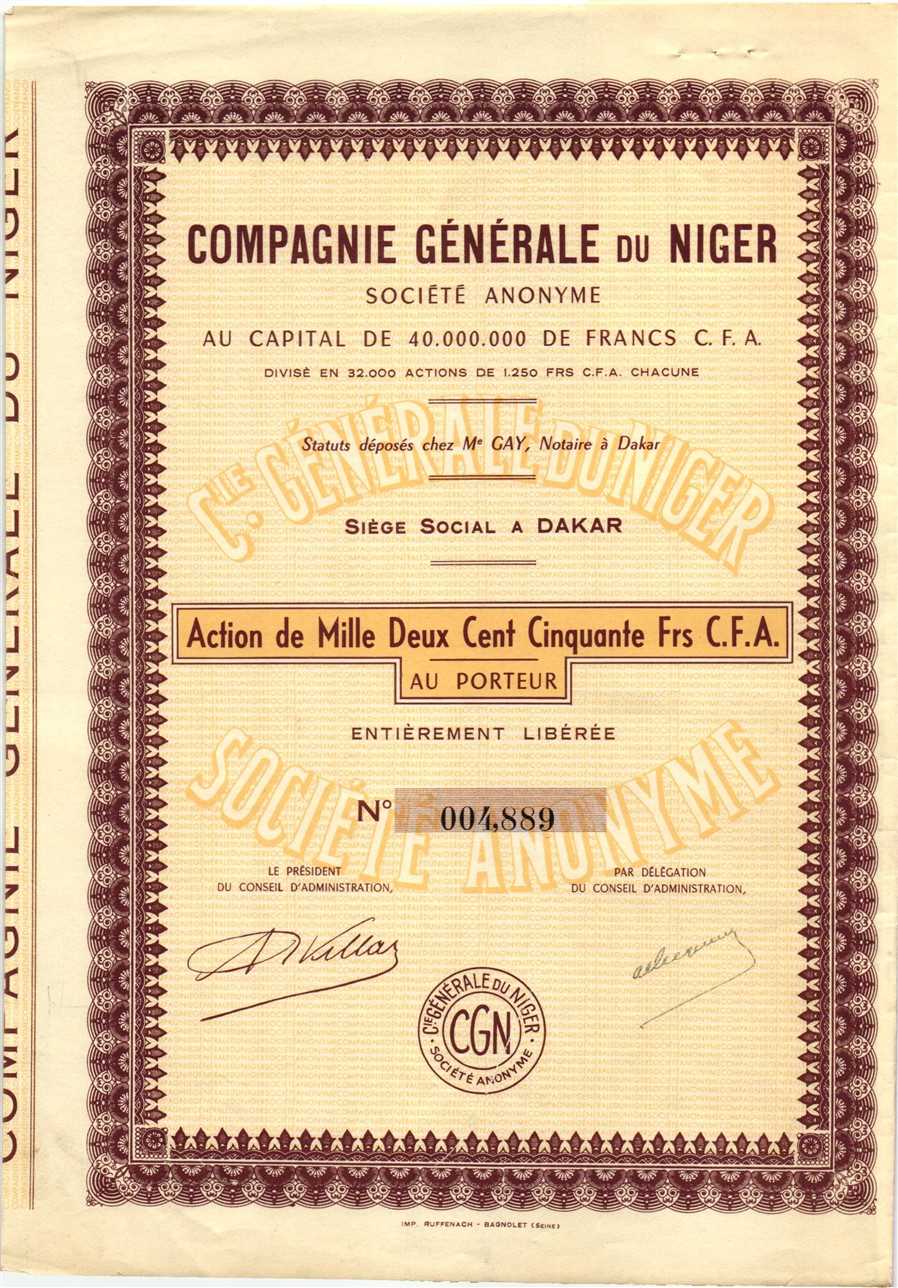 COMPAGNIE GÉNÉRALE DU NIGER
COMPAGNIE GÉNÉRALE DU NIGER
SOCIÉTÉ ANONYME
AU CAPITAL DE 40.000.000 DE FRANCS C. F. A.
DIVISÉ EN 32.000 ACTIONS DE 1.250 FRS C.F.A. CHACUNE
CIE. GÉNÉRALE DU NIGER
Statuts déposés chez Me GAY, Notaire à Dakar
SIÈGE SOCIAL A DAKAR
Action de Mille Deux Cent Cinquante Frs C.F.A.
AU PORTEUR
ENTIÈREMENT LIBÉRÉE
SOCIÉTÉ ANONYME
No 004,889
LE PRÉSIDENT
DU CONSEIL D'ADMINISTRATION,
PAR DÉLÉGATION
DU CONSEIL D'ADMINISTRATION,
CIE GÉNÉRALE DU NIGER
CGN
SOCIÉTÉ ANONYME
IMP. RUFFENACH - BAGNOLET (SEINE)